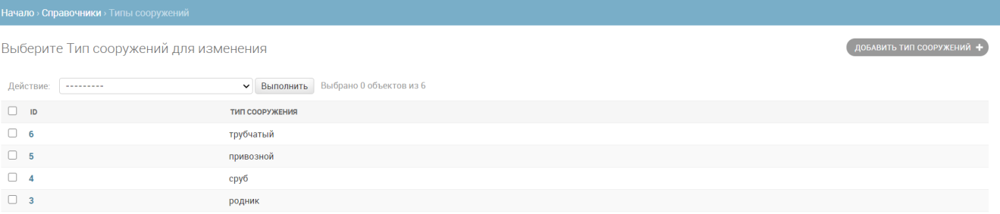 Начало › Справочники › Типы сооружений
Выберите Тип сооружений для изменения
ДОБАВИТЬ ТИП СООРУЖЕНИЙ +
Действие: --------- Выполнить Выбрано 0 объектов из 6
ID ТИП СООРУЖЕНИЯ
6 трубчатый
5 привозной
4 сруб
3 родник